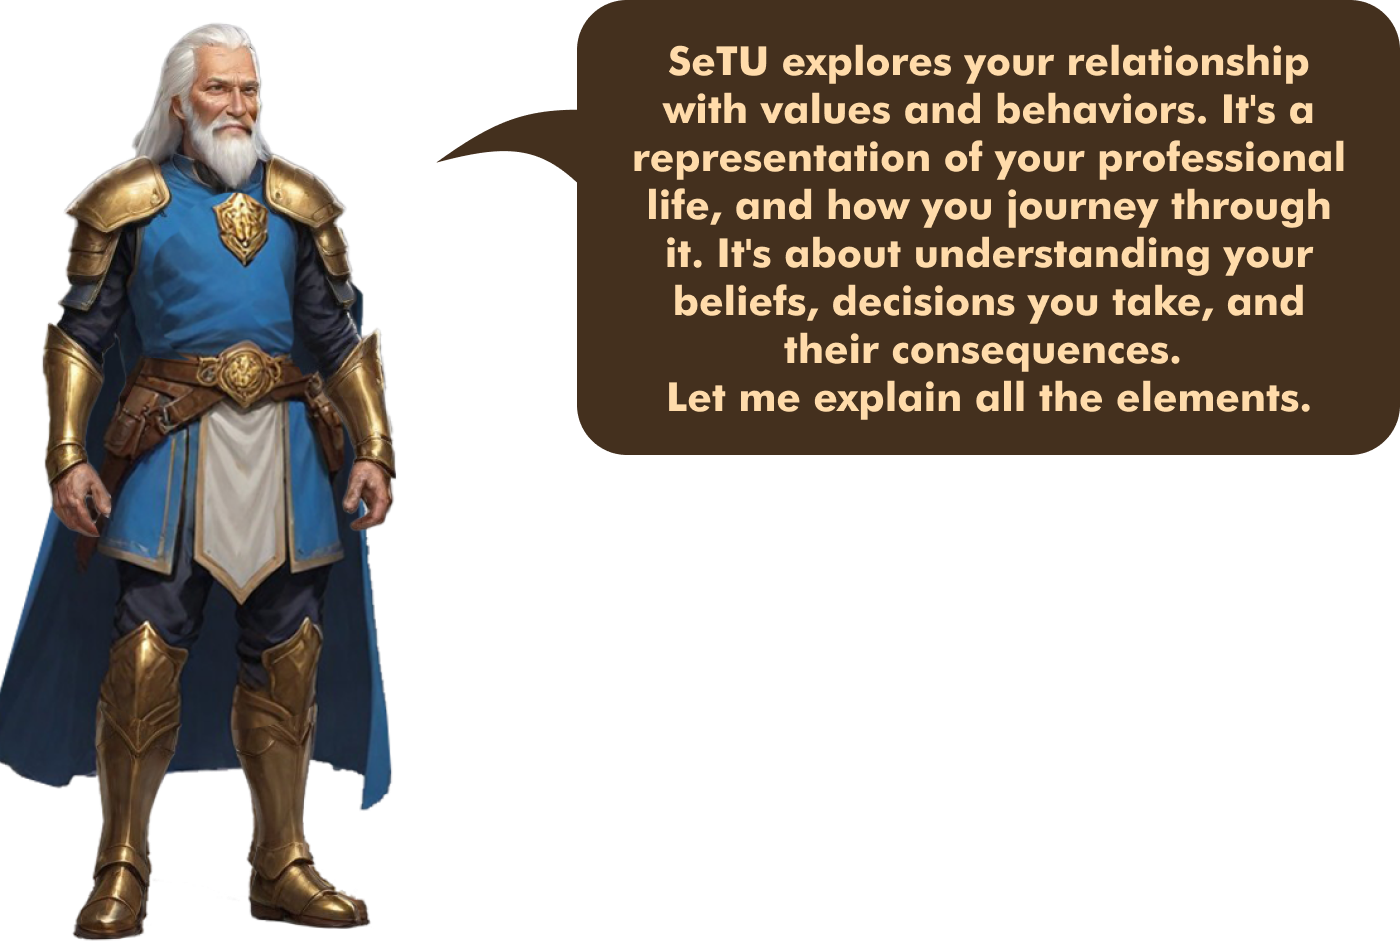 SeTU explores your relationship
with values and behaviors. It's a
representation of your professional
life, and how you journey through
it. It's about understanding your
beliefs, decisions you take, and
their consequences.
Let me explain all the elements.